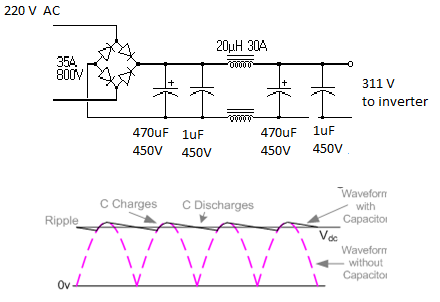 220 V AC
35A
800V
20µH 30A
311 V
to inverter
470uF
450V
1uF
450V
470uF
450V
1uF
450V
C Charges
C Discharges
Waveform
with
Capacitor
Ripple
Vdc
Waveform
without
Capacitor
0v